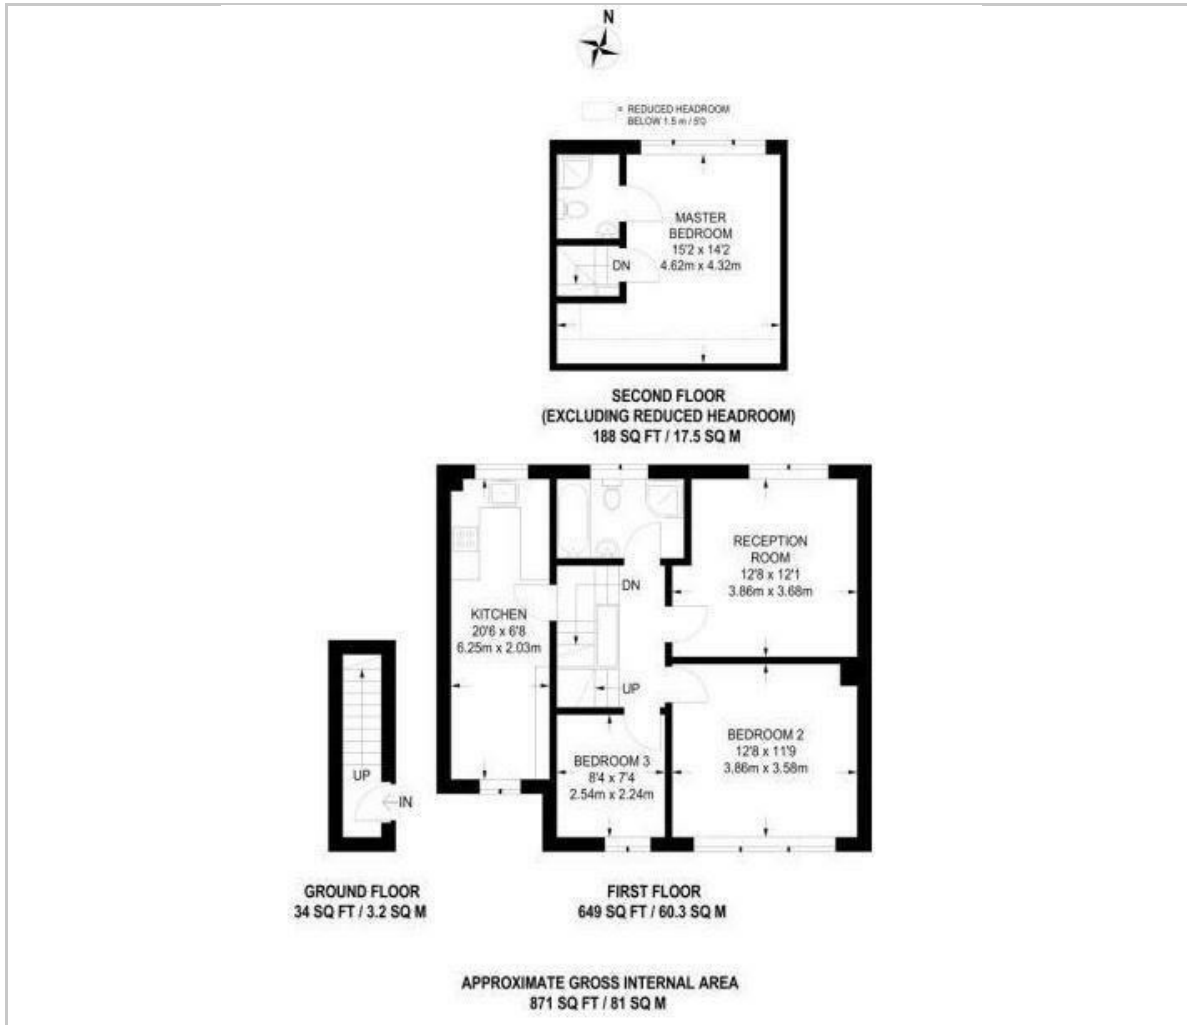 N
= REDUCED HEADROOM
BELOW 1.5 m / 5'0
MASTER
BEDROOM
15'2 x 14'2
4.62m x 4.32m
DN
SECOND FLOOR
(EXCLUDING REDUCED HEADROOM)
188 SQ FT / 17.5 SQ M
RECEPTION
ROOM
12'8 x 12'1
3.86m x 3.68m
DN
KITCHEN
20'6 x 6'8
6.25m x 2.03m
UP
BEDROOM 2
12'8 x 11'9
3.86m x 3.58m
BEDROOM 3
8'4 x 7'4
2.54m x 2.24m
UP
IN
GROUND FLOOR
34 SQ FT / 3.2 SQ M
FIRST FLOOR
649 SQ FT / 60.3 SQ M
APPROXIMATE GROSS INTERNAL AREA
871 SQ FT / 81 SQ M